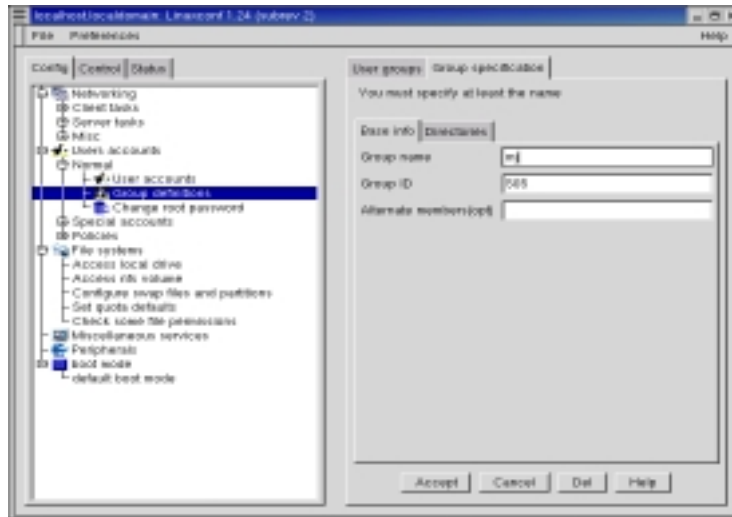 localhost.localdomain: Linuxconf 1.24 (subrev 2)
File Preferences Help
Config Control Status
Networking
Client tasks
Server tasks
Misc
Users accounts
Normal
User accounts
Group definitions
Change root password
Special accounts
Policies
File systems
Access local drive
Access nfs volume
Configure swap files and partitions
Set quota defaults
Check some file permissions
Miscellaneous services
Peripherals
boot mode
default boot mode
User groups Group specification
You must specify at least the name
Base info Directories
Group name mj
Group ID 505
Alternate members(opt)
Accept Cancel Del Help